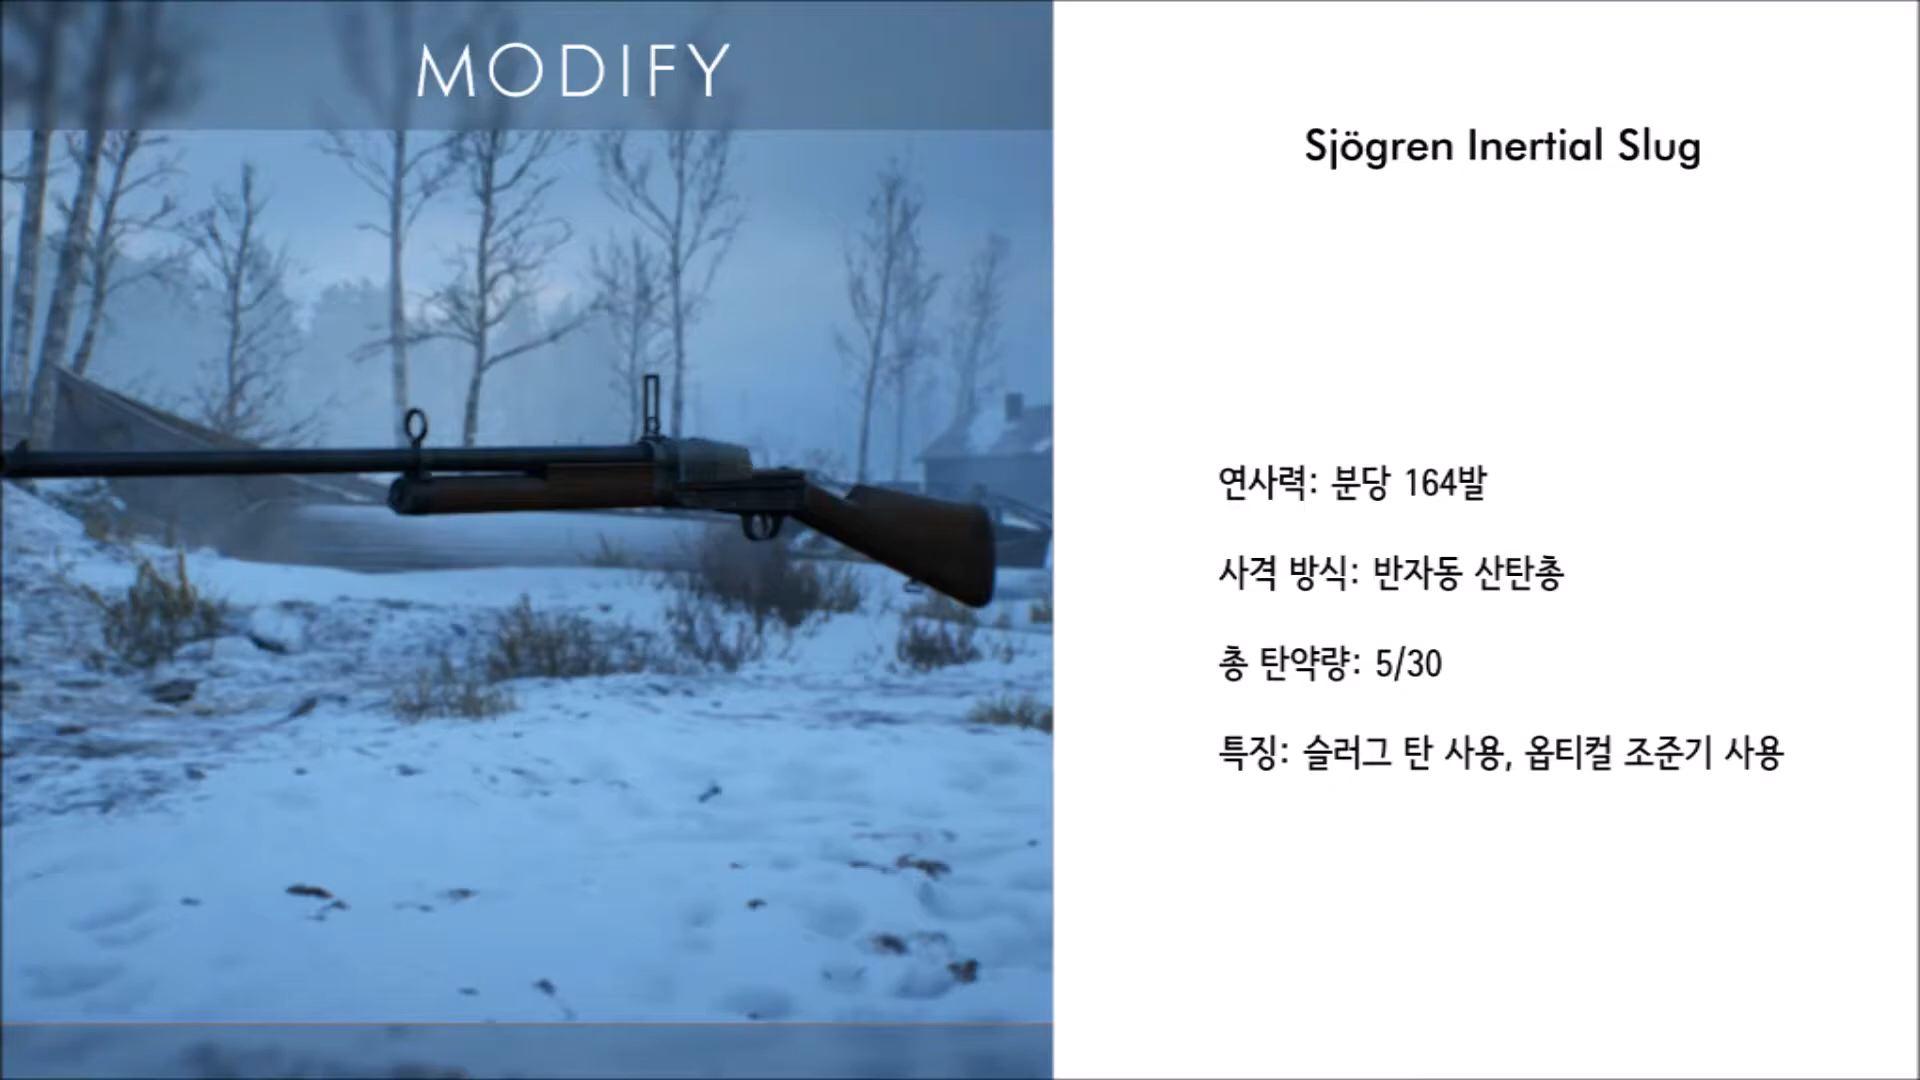 MODIFY
Sjögren Inertial Slug
연사력: 분당 164발
사격 방식: 반자동 산탄총
총 탄약량: 5/30
특징: 슬러그 탄 사용, 옵티컬 조준기 사용